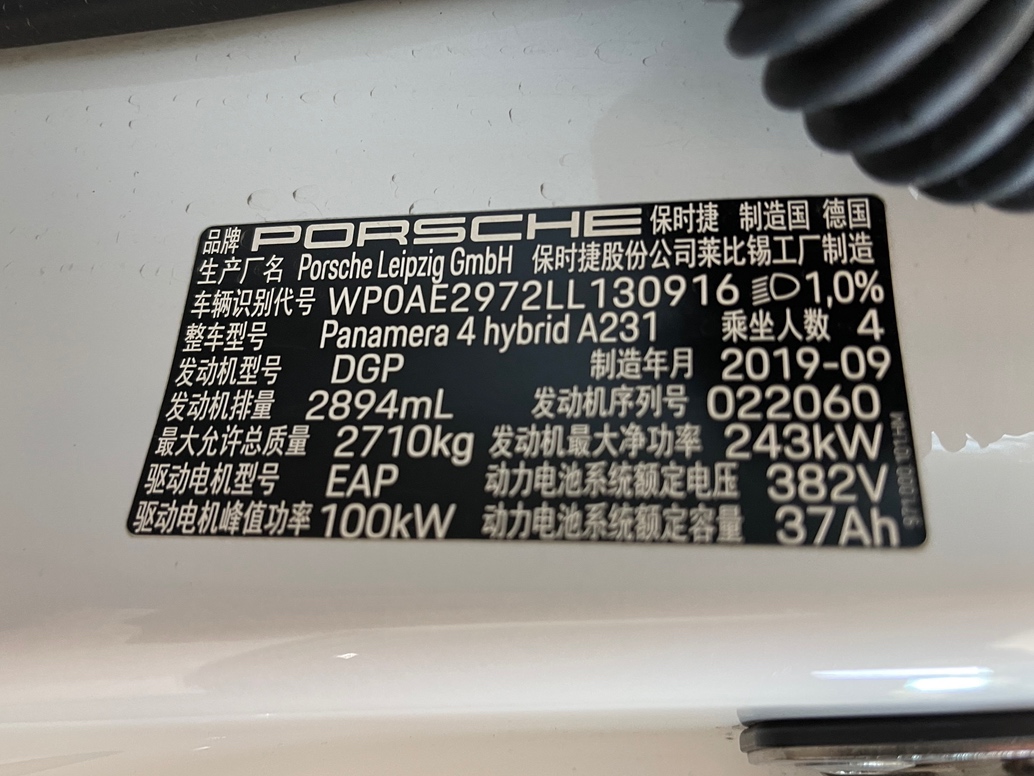 品牌 PORSCHE 保时捷 制造国 德国
生产厂名 Porsche Leipzig GmbH 保时捷股份公司莱比锡工厂制造
车辆识别代号 WP0AE2972LL130916 1,0%
整车型号 Panamera 4 hybrid A231 乘坐人数 4
发动机型号 DGP 制造年月 2019-09
发动机排量 2894mL 发动机序列号 022060
最大允许总质量 2710kg 发动机最大净功率 243kW
驱动电机型号 EAP 动力电池系统额定电压 382V
驱动电机峰值功率 100kW 动力电池系统额定容量 37Ah